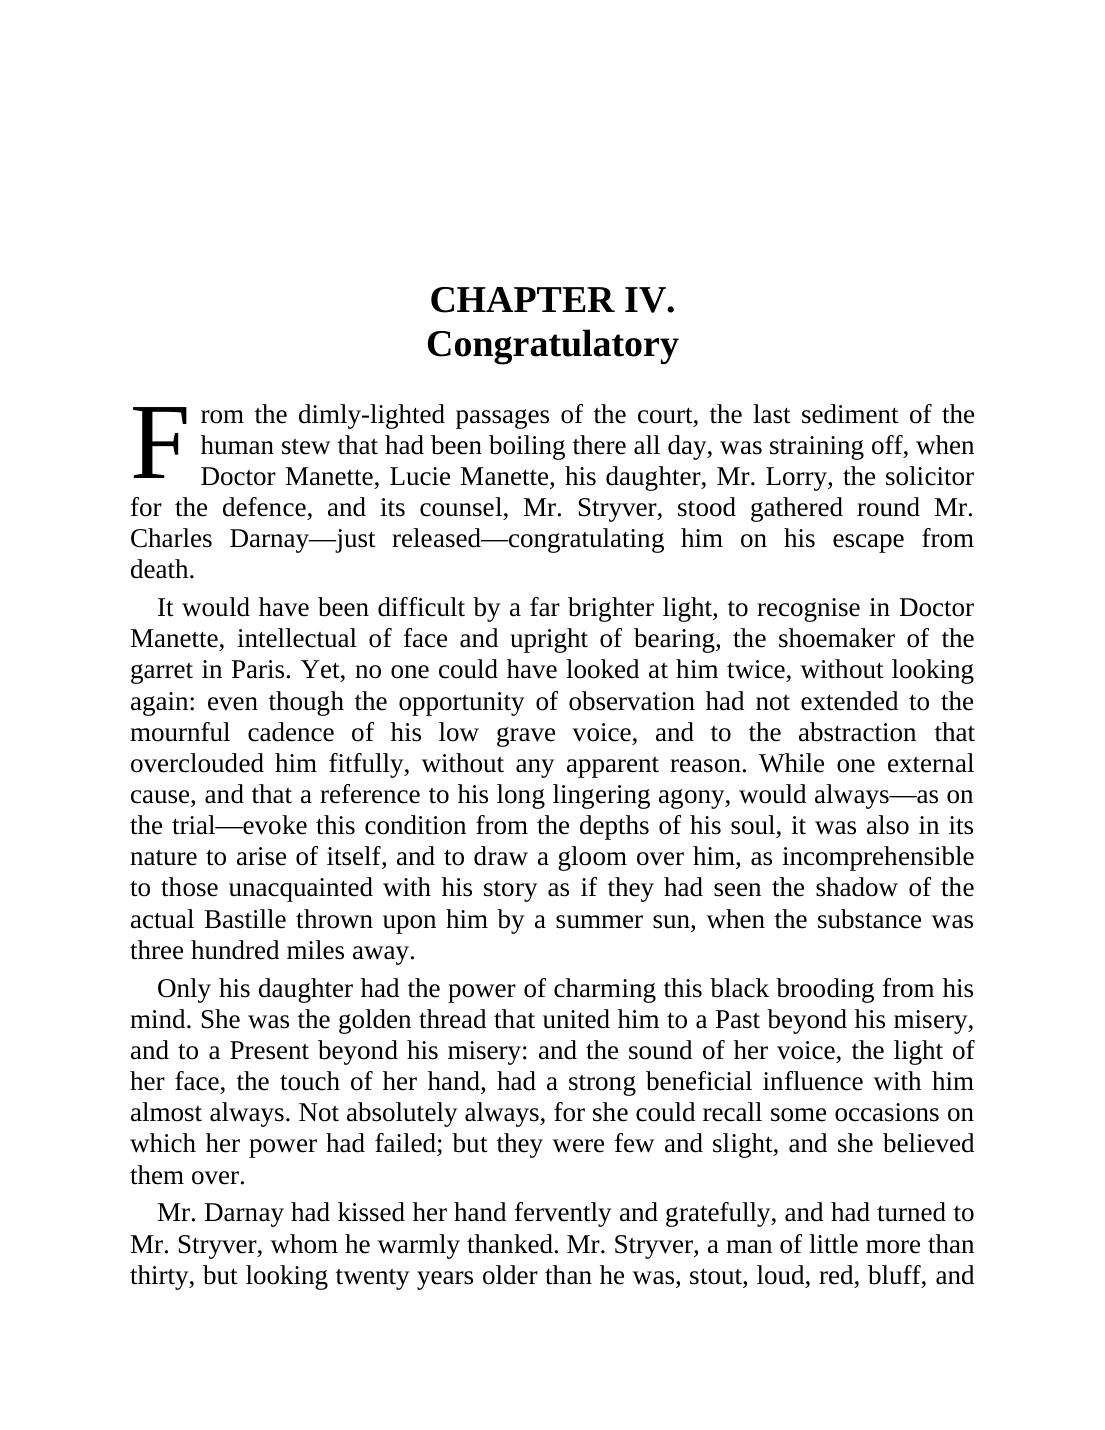 CHAPTER IV.
Congratulatory
From the dimly-lighted passages of the court, the last sediment of the
human stew that had been boiling there all day, was straining off, when
Doctor Manette, Lucie Manette, his daughter, Mr. Lorry, the solicitor
for the defence, and its counsel, Mr. Stryver, stood gathered round Mr.
Charles Darnay—just released—congratulating him on his escape from
death.
It would have been difficult by a far brighter light, to recognise in Doctor
Manette, intellectual of face and upright of bearing, the shoemaker of the
garret in Paris. Yet, no one could have looked at him twice, without looking
again: even though the opportunity of observation had not extended to the
mournful cadence of his low grave voice, and to the abstraction that
overclouded him fitfully, without any apparent reason. While one external
cause, and that a reference to his long lingering agony, would always—as on
the trial—evoke this condition from the depths of his soul, it was also in its
nature to arise of itself, and to draw a gloom over him, as incomprehensible
to those unacquainted with his story as if they had seen the shadow of the
actual Bastille thrown upon him by a summer sun, when the substance was
three hundred miles away.
Only his daughter had the power of charming this black brooding from his
mind. She was the golden thread that united him to a Past beyond his misery,
and to a Present beyond his misery: and the sound of her voice, the light of
her face, the touch of her hand, had a strong beneficial influence with him
almost always. Not absolutely always, for she could recall some occasions on
which her power had failed; but they were few and slight, and she believed
them over.
Mr. Darnay had kissed her hand fervently and gratefully, and had turned to
Mr. Stryver, whom he warmly thanked. Mr. Stryver, a man of little more than
thirty, but looking twenty years older than he was, stout, loud, red, bluff, and